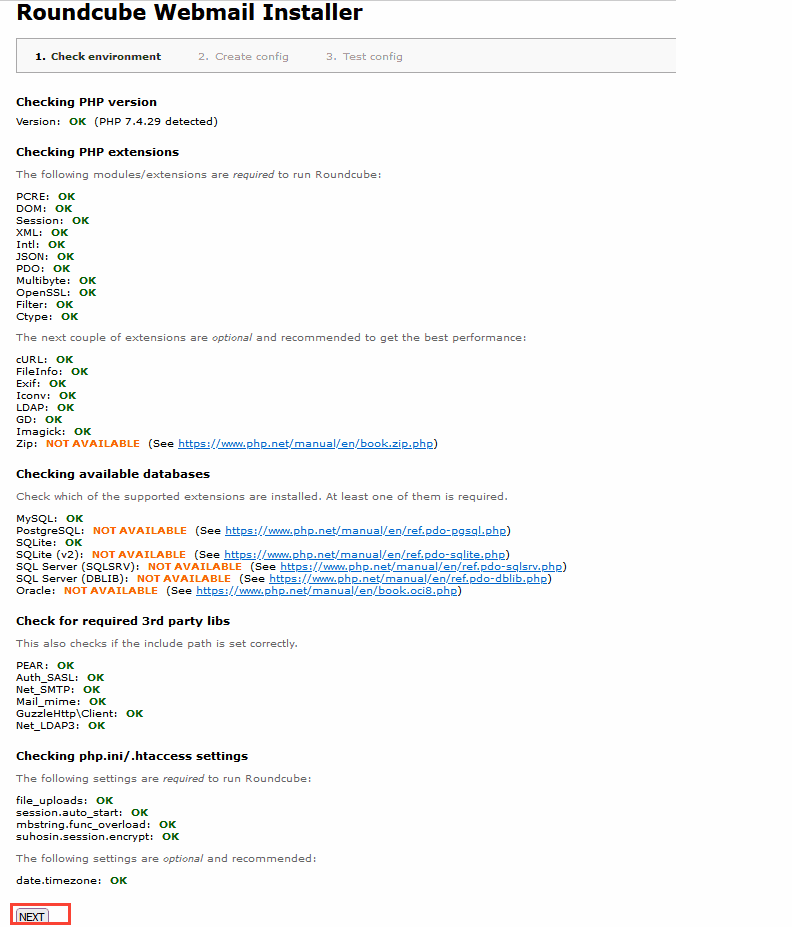 Roundcube Webmail Installer
1. Check environment 2. Create config 3. Test config
Checking PHP version
Version: OK (PHP 7.4.29 detected)
Checking PHP extensions
The following modules/extensions are required to run Roundcube:
PCRE: OK
DOM: OK
Session: OK
XML: OK
Intl: OK
JSON: OK
PDO: OK
Multibyte: OK
OpenSSL: OK
Filter: OK
Ctype: OK
The next couple of extensions are optional and recommended to get the best performance:
cURL: OK
FileInfo: OK
Exif: OK
Iconv: OK
LDAP: OK
GD: OK
Imagick: OK
Zip: NOT AVAILABLE (See https://www.php.net/manual/en/book.zip.php)
Checking available databases
Check which of the supported extensions are installed. At least one of them is required.
MySQL: OK
PostgreSQL: NOT AVAILABLE (See https://www.php.net/manual/en/ref.pdo-pgsql.php)
SQLite: OK
SQLite (v2): NOT AVAILABLE (See https://www.php.net/manual/en/ref.pdo-sqlite.php)
SQL Server (SQLSRV): NOT AVAILABLE (See https://www.php.net/manual/en/ref.pdo-sqlsrv.php)
SQL Server (DBLIB): NOT AVAILABLE (See https://www.php.net/manual/en/ref.pdo-dblib.php)
Oracle: NOT AVAILABLE (See https://www.php.net/manual/en/book.oci8.php)
Check for required 3rd party libs
This also checks if the include path is set correctly.
PEAR: OK
Auth_SASL: OK
Net_SMTP: OK
Mail_mime: OK
GuzzleHttp\Client: OK
Net_LDAP3: OK
Checking php.ini/.htaccess settings
The following settings are required to run Roundcube:
file_uploads: OK
session.auto_start: OK
mbstring.func_overload: OK
suhosin.session.encrypt: OK
The following settings are optional and recommended:
date.timezone: OK
NEXT